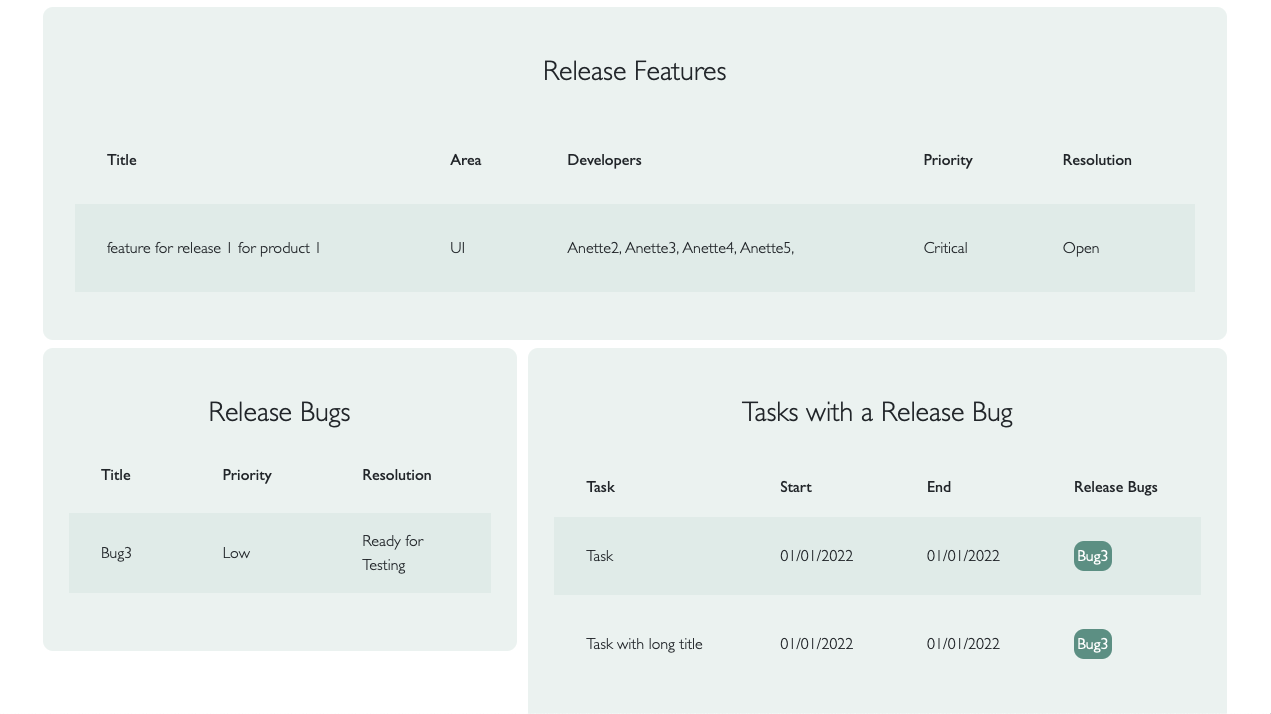 Release Features
Title Area Developers Priority Resolution
feature for release 1 for product 1 UI Anette2, Anette3, Anette4, Anette5, Critical Open
Release Bugs
Title Priority Resolution
Bug3 Low Ready for
Testing
Tasks with a Release Bug
Task Start End Release Bugs
Task 01/01/2022 01/01/2022 Bug3
Task with long title 01/01/2022 01/01/2022 Bug3